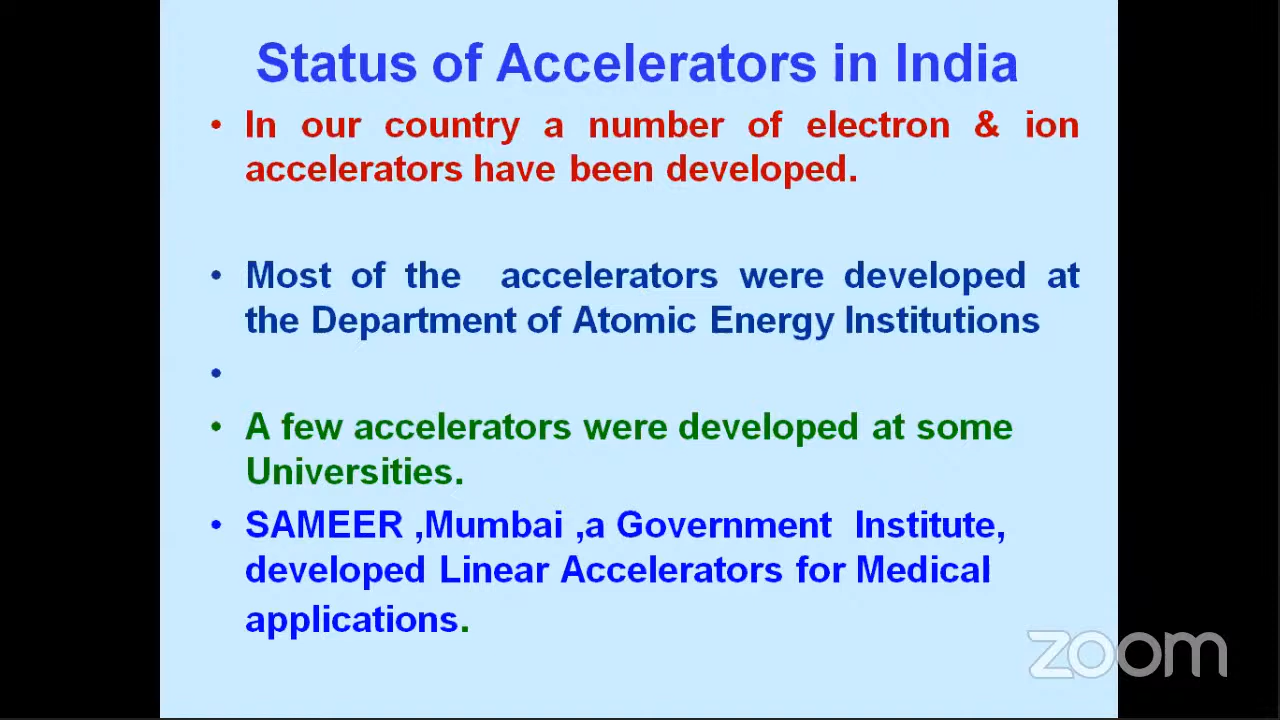 Status of Accelerators in India
• In our country a number of electron & ion
accelerators have been developed.
• Most of the accelerators were developed at
the Department of Atomic Energy Institutions
•
• A few accelerators were developed at some
Universities.
• SAMEER ,Mumbai ,a Government Institute,
developed Linear Accelerators for Medical
applications.
zoom